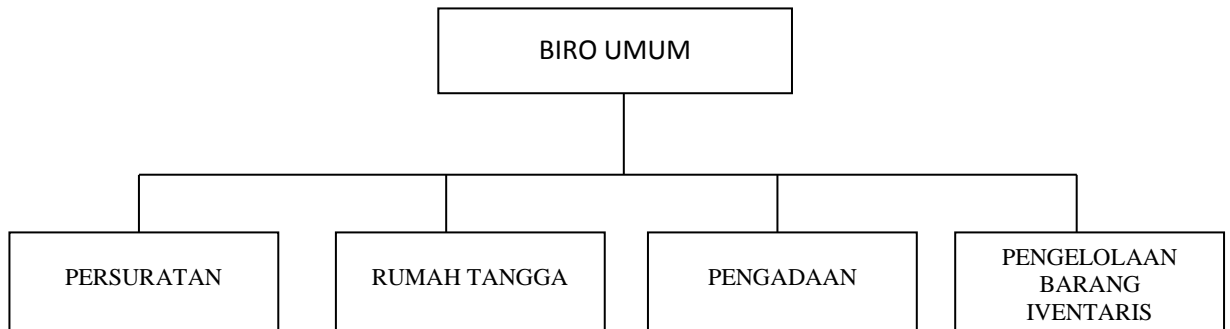 BIRO UMUM
PERSURATAN
RUMAH TANGGA
PENGADAAN
PENGELOLAAN
BARANG
IVENTARIS